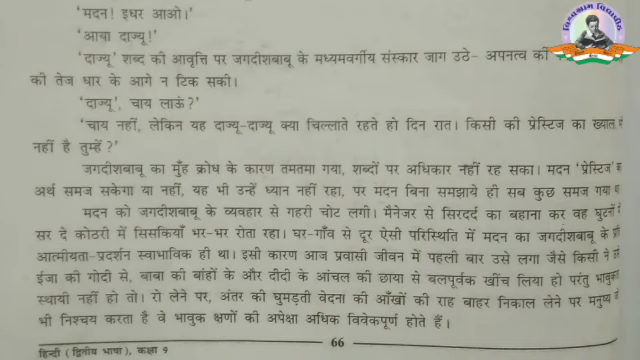 'मदन! इधर आओ।'
'आया दाज्यू!'
'दाज्यू' शब्द की आवृत्ति पर जगदीशबाबू के मध्यमवर्गीय संस्कार जाग उठे- अपनत्व की
की तेज धार के आगे न टिक सकी।
'दाज्यू', चाय लाऊं?'
'चाय नहीं, लेकिन यह दाज्यू-दाज्यू क्या चिल्लाते रहते हो दिन रात। किसी की प्रेस्टिज का ख्याल
नहीं है तुम्हें?'
जगदीशबाबू का मुँह क्रोध के कारण तमतमा गया, शब्दों पर अधिकार नहीं रह सका। मदन 'प्रेस्टिज'
अर्थ समज सकेगा या नहीं, यह भी उन्हें ध्यान नहीं रहा, पर मदन बिना समझाये ही सब कुछ समज गया
मदन को जगदीशबाबू के व्यवहार से गहरी चोट लगी। मैनेजर से सिरदर्द का बहाना कर वह घुटनों
सर दे कोठरी में सिसकियाँ भर-भर रोता रहा। घर-गाँव से दूर ऐसी परिस्थिति में मदन का जगदीशबाबू के
आत्मीयता-प्रदर्शन स्वाभाविक ही था। इसी कारण आज प्रवासी जीवन में पहली बार उसे लगा जैसे किसी ने
ईजा की गोदी से, बाबा की बांहों के और दीदी के आंचल की छाया से बलपूर्वक खींच लिया हो परंतु
स्थायी नहीं हो तो। रो लेने पर, अंतर की घुमड़ती वेदना को आँखों की राह बाहर निकाल लेने पर मनुष्य
भी निश्चय करता है वे भावुक क्षणों की अपेक्षा अधिक विवेकपूर्ण होते हैं।
हिन्दी (द्वितीय भाषा), कक्षा 9
66